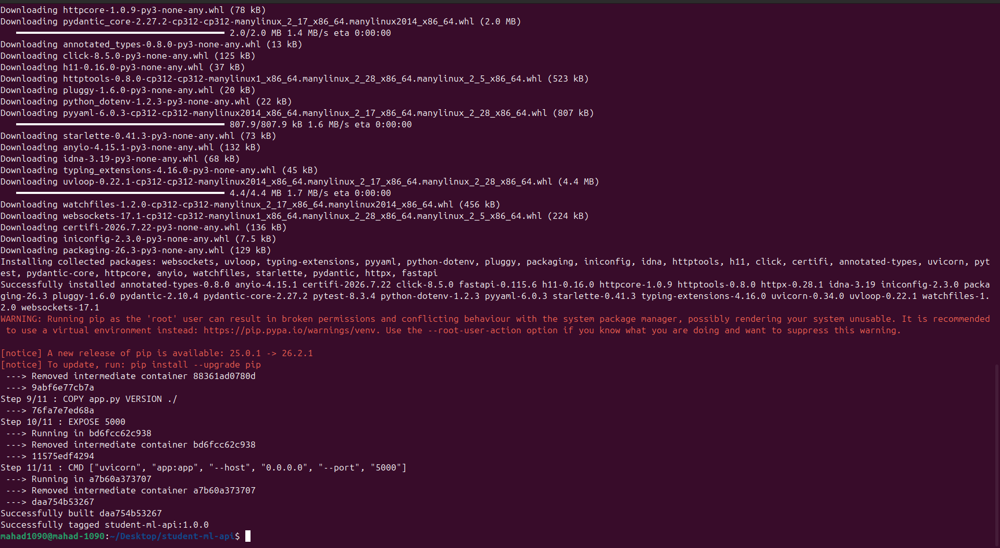 Downloading httpcore-1.0.9-py3-none-any.whl (78 kB)
Downloading pydantic_core-2.27.2-cp312-cp312-manylinux_2_17_x86_64.manylinux2014_x86_64.whl (2.0 MB)
2.0/2.0 MB 1.4 MB/s eta 0:00:00
Downloading annotated_types-0.8.0-py3-none-any.whl (13 kB)
Downloading click-8.5.0-py3-none-any.whl (125 kB)
Downloading h11-0.16.0-py3-none-any.whl (37 kB)
Downloading httptools-0.8.0-cp312-cp312-manylinux1_x86_64.manylinux_2_28_x86_64.manylinux_2_5_x86_64.whl (523 kB)
Downloading pluggy-1.6.0-py3-none-any.whl (20 kB)
Downloading python_dotenv-1.2.3-py3-none-any.whl (22 kB)
Downloading pyyaml-6.0.3-cp312-cp312-manylinux2014_x86_64.manylinux_2_17_x86_64.manylinux_2_28_x86_64.whl (807 kB)
807.9/807.9 kB 1.6 MB/s eta 0:00:00
Downloading starlette-0.41.3-py3-none-any.whl (73 kB)
Downloading anyio-4.15.1-py3-none-any.whl (132 kB)
Downloading idna-3.19-py3-none-any.whl (68 kB)
Downloading typing_extensions-4.16.0-py3-none-any.whl (45 kB)
Downloading uvloop-0.22.1-cp312-cp312-manylinux2014_x86_64.manylinux_2_17_x86_64.manylinux_2_28_x86_64.whl (4.4 MB)
4.4/4.4 MB 1.7 MB/s eta 0:00:00
Downloading watchfiles-1.2.0-cp312-cp312-manylinux_2_17_x86_64.manylinux2014_x86_64.whl (456 kB)
Downloading websockets-17.1-cp312-cp312-manylinux1_x86_64.manylinux_2_28_x86_64.manylinux_2_5_x86_64.whl (224 kB)
Downloading certifi-2026.7.22-py3-none-any.whl (136 kB)
Downloading iniconfig-2.3.0-py3-none-any.whl (7.5 kB)
Downloading packaging-26.3-py3-none-any.whl (129 kB)
Installing collected packages: websockets, uvloop, typing-extensions, pyyaml, python-dotenv, pluggy, packaging, iniconfig, idna, httptools, h11, click, certifi, annotated-types, uvicorn, pyt
est, pydantic-core, httpcore, anyio, watchfiles, starlette, pydantic, httpx, fastapi
Successfully installed annotated-types-0.8.0 anyio-4.15.1 certifi-2026.7.22 click-8.5.0 fastapi-0.115.6 h11-0.16.0 httpcore-1.0.9 httptools-0.8.0 httpx-0.28.1 idna-3.19 iniconfig-2.3.0 packa
ging-26.3 pluggy-1.6.0 pydantic-2.10.4 pydantic-core-2.27.2 pytest-8.3.4 python-dotenv-1.2.3 pyyaml-6.0.3 starlette-0.41.3 typing-extensions-4.16.0 uvicorn-0.34.0 uvloop-0.22.1 watchfiles-1.
2.0 websockets-17.1
WARNING: Running pip as the 'root' user can result in broken permissions and conflicting behaviour with the system package manager, possibly rendering your system unusable. It is recommended
to use a virtual environment instead: https://pip.pypa.io/warnings/venv. Use the --root-user-action option if you know what you are doing and want to suppress this warning.
[notice] A new release of pip is available: 25.0.1 -> 26.2.1
[notice] To update, run: pip install --upgrade pip
---> Removed intermediate container 88361ad0780d
---> 9abf6e77cb7a
Step 9/11 : COPY app.py VERSION ./
---> 76fa7e7ed68a
Step 10/11 : EXPOSE 5000
---> Running in bd6fcc62c938
---> Removed intermediate container bd6fcc62c938
---> 11575edf4294
Step 11/11 : CMD ["uvicorn", "app:app", "--host", "0.0.0.0", "--port", "5000"]
---> Running in a7b60a373707
---> Removed intermediate container a7b60a373707
---> daa754b53267
Successfully built daa754b53267
Successfully tagged student-ml-api:1.0.0
mahad1090@mahad-1090:~/Desktop/student-ml-api$